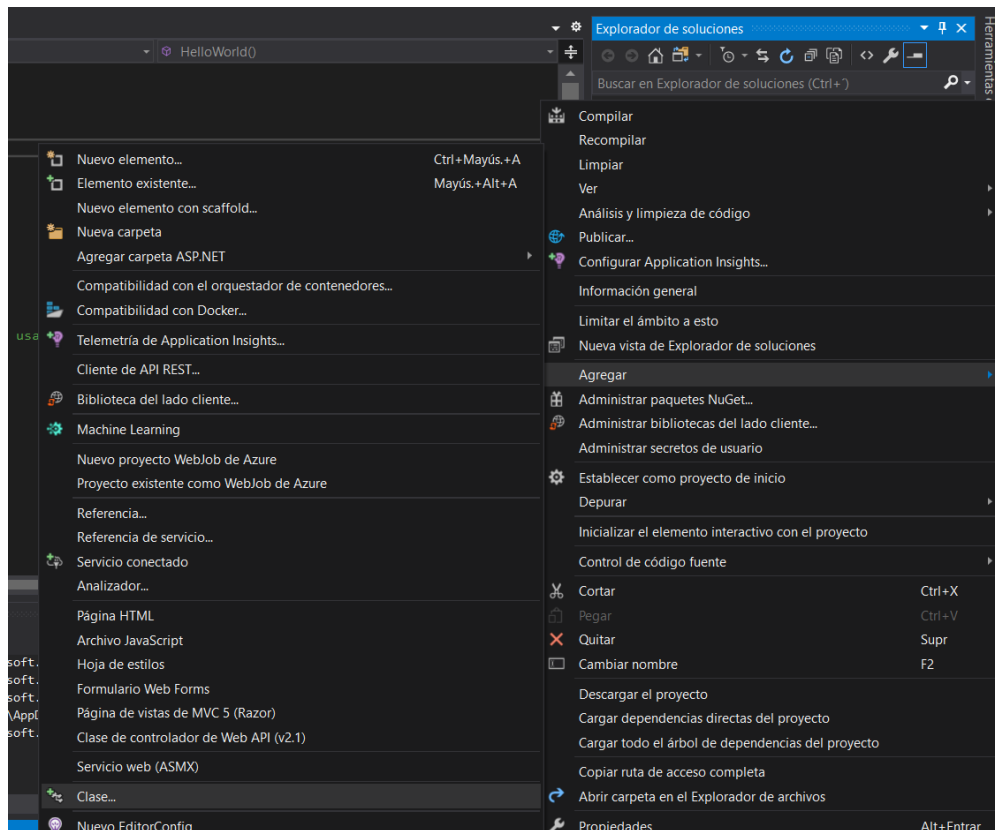 Explorador de soluciones
HelloWorld()
Buscar en Explorador de soluciones (Ctrl+´)
Herramientas
Compilar
Recompilar
Limpiar
Ver
Análisis y limpieza de código
Publicar...
Configurar Application Insights...
Información general
Limitar el ámbito a esto
Nueva vista de Explorador de soluciones
Agregar
Administrar paquetes NuGet...
Administrar bibliotecas del lado cliente...
Administrar secretos de usuario
Establecer como proyecto de inicio
Depurar
Inicializar el elemento interactivo con el proyecto
Control de código fuente
Cortar Ctrl+X
Pegar Ctrl+V
Quitar Supr
Cambiar nombre F2
Descargar el proyecto
Cargar dependencias directas del proyecto
Cargar todo el árbol de dependencias del proyecto
Copiar ruta de acceso completa
Abrir carpeta en el Explorador de archivos
Propiedades Alt+Entrar
Nuevo elemento... Ctrl+Mayús.+A
Elemento existente... Mayús.+Alt+A
Nuevo elemento con scaffold...
Nueva carpeta
Agregar carpeta ASP.NET
Compatibilidad con el orquestador de contenedores...
Compatibilidad con Docker...
Telemetría de Application Insights...
Cliente de API REST...
Biblioteca del lado cliente...
Machine Learning
Nuevo proyecto WebJob de Azure
Proyecto existente como WebJob de Azure
Referencia...
Referencia de servicio...
Servicio conectado
Analizador...
Página HTML
Archivo JavaScript
Hoja de estilos
Formulario Web Forms
Página de vistas de MVC 5 (Razor)
Clase de controlador de Web API (v2.1)
Servicio web (ASMX)
Clase...
Nuevo EditorConfig
usa
soft.
soft.
soft.
\AppD
soft.